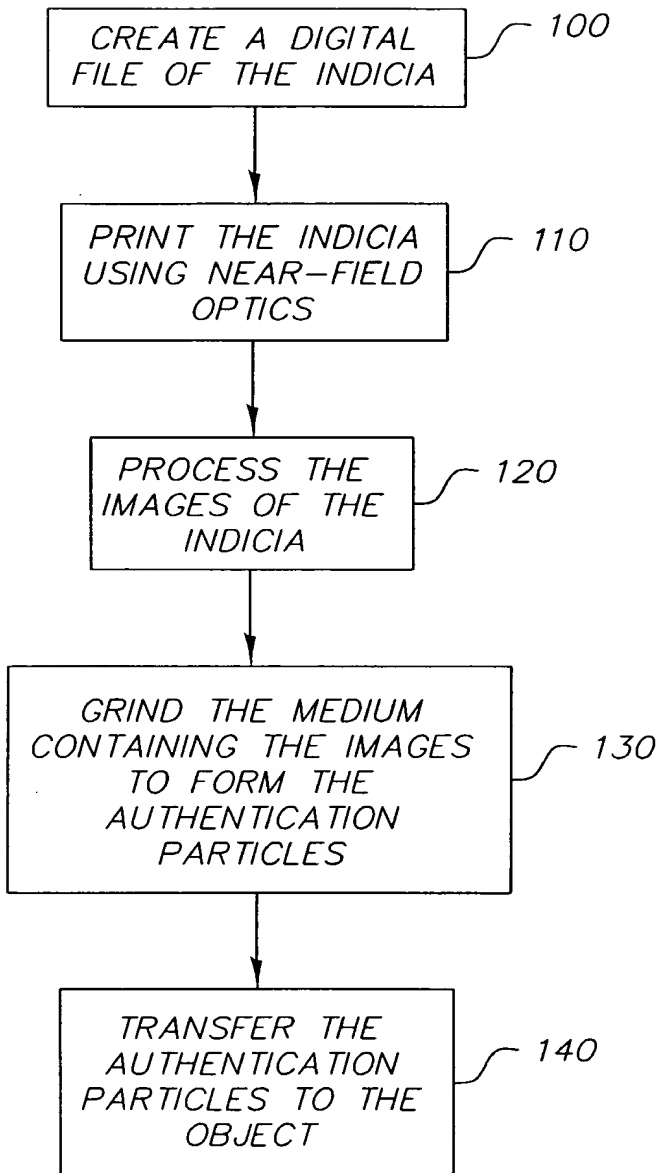 CREATE A DIGITAL
FILE OF THE INDICIA
100
PRINT THE INDICIA
USING NEAR-FIELD
OPTICS
110
PROCESS THE
IMAGES OF THE
INDICIA
120
GRIND THE MEDIUM
CONTAINING THE IMAGES
TO FORM THE
AUTHENTICATION
PARTICLES
130
TRANSFER THE
AUTHENTICATION
PARTICLES TO THE
OBJECT
140